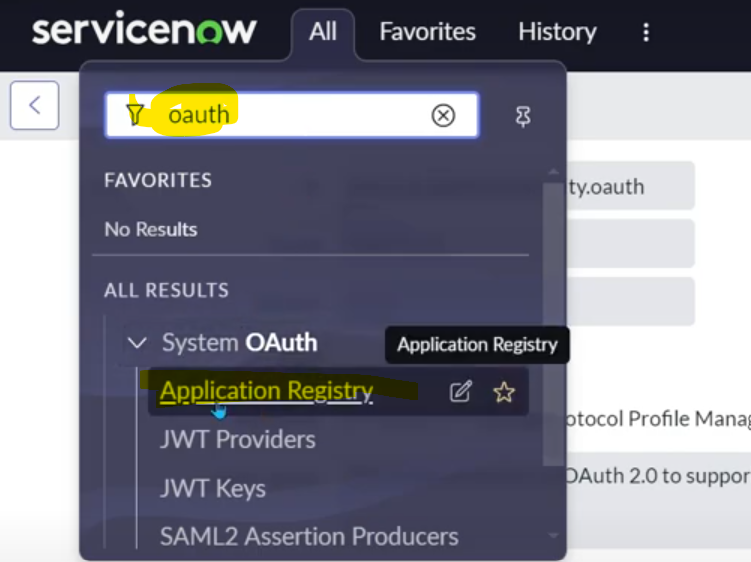 servicenow All Favorites History
oauth
ty.oauth
FAVORITES
No Results
ALL RESULTS
System OAuth
Application Registry
Application Registry
JWT Providers
otocol Profile Manag
JWT Keys
OAuth 2.0 to suppor
SAML2 Assertion Producers